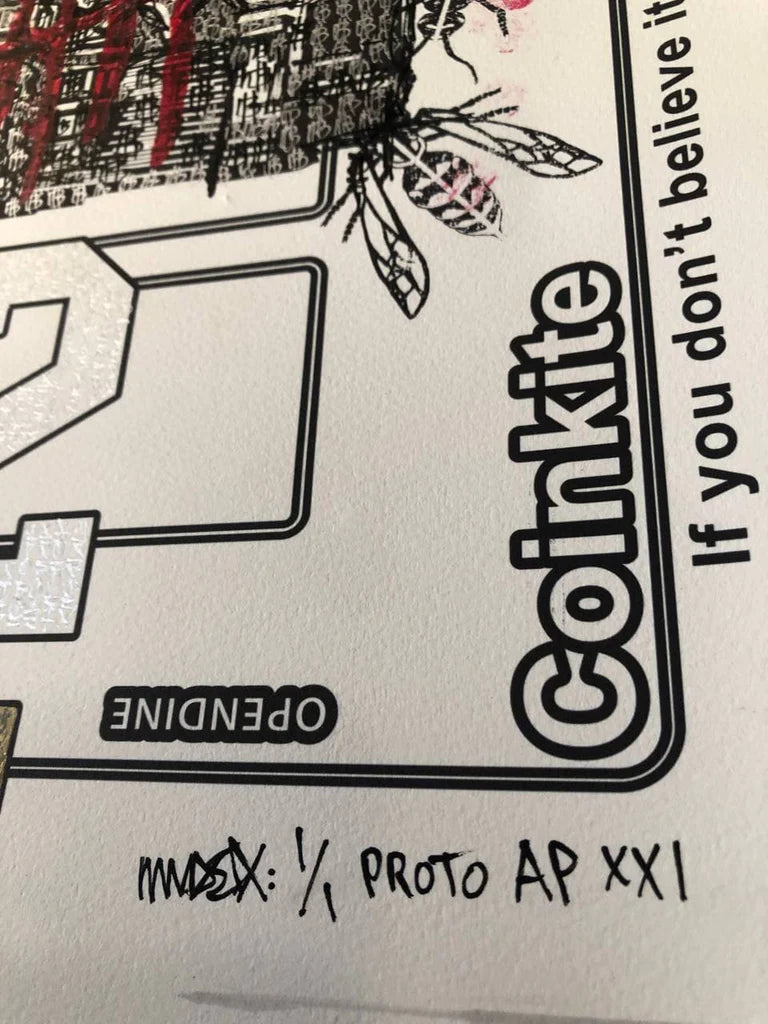 If you don't believe it
Coinkite
OPENDINE
1/1 PROTO AP XXI